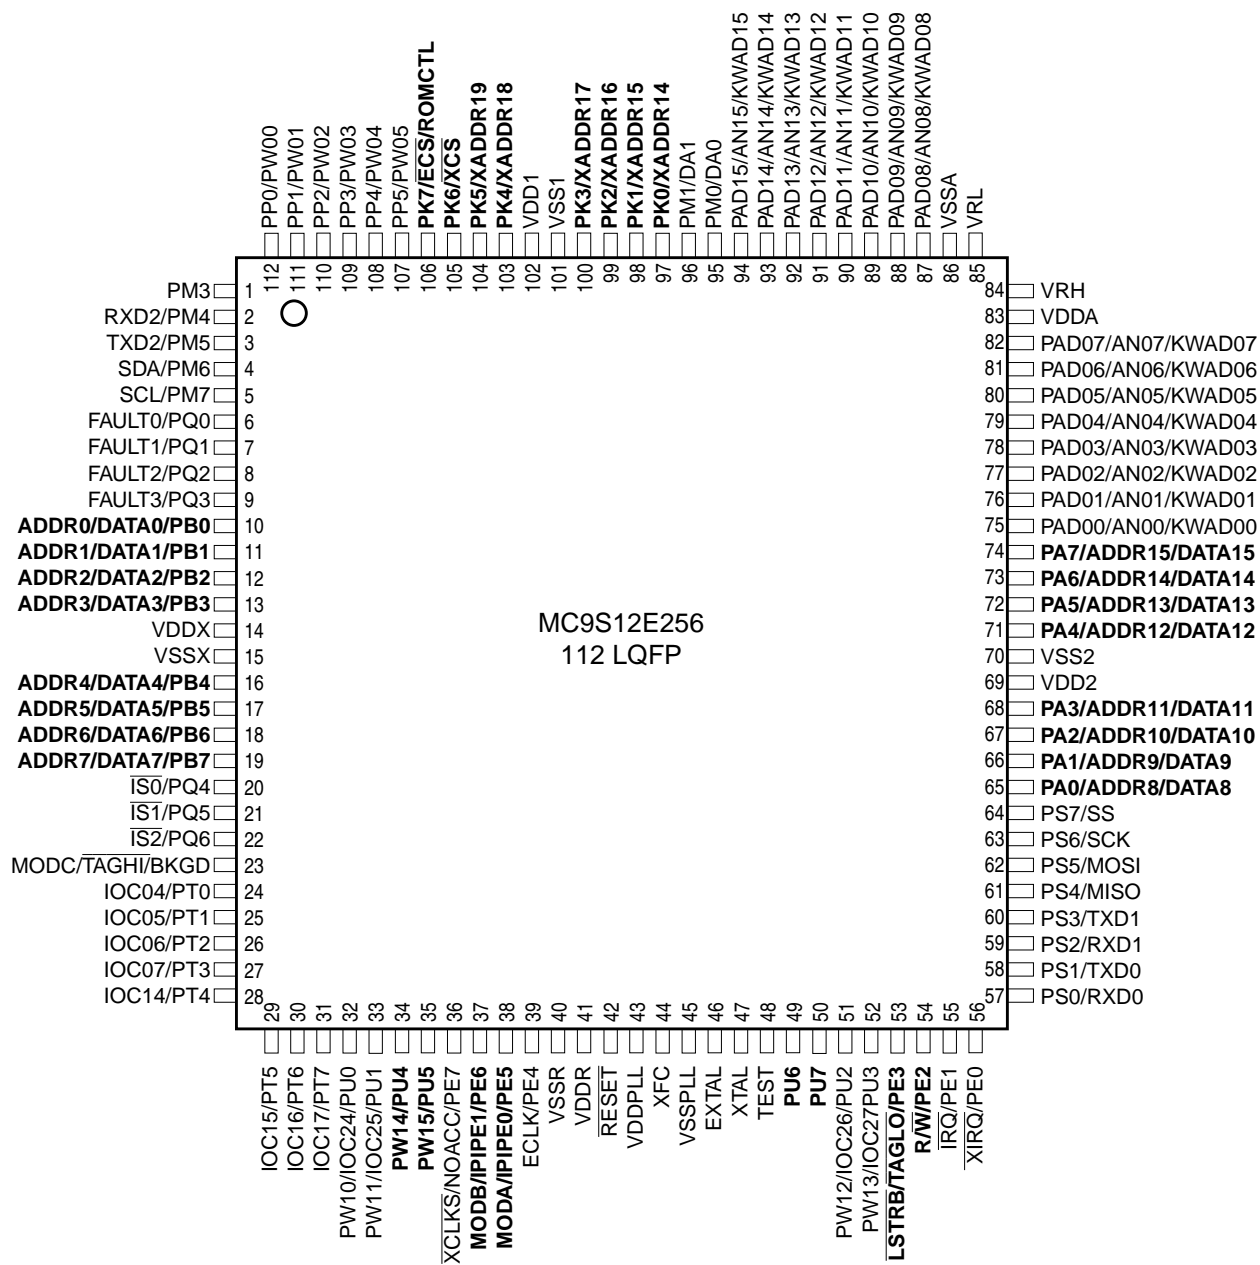 PP0/PW00
PP1/PW01
PP2/PW02
PP3/PW03
PP4/PW04
PP5/PW05
PK7/ECS/ROMCTL
PK6/XCS
PK5/XADDR19
PK4/XADDR18
VDD1
VSS1
PK3/XADDR17
PK2/XADDR16
PK1/XADDR15
PK0/XADDR14
PM1/DA1
PM0/DA0
PAD15/AN15/KWAD15
PAD14/AN14/KWAD14
PAD13/AN13/KWAD13
PAD12/AN12/KWAD12
PAD11/AN11/KWAD11
PAD10/AN10/KWAD10
PAD09/AN09/KWAD09
PAD08/AN08/KWAD08
VSSA
VRL
112
111
110
109
108
107
106
105
104
103
102
101
100
99
98
97
96
95
94
93
92
91
90
89
88
87
86
85
PM3 1
RXD2/PM4 2
TXD2/PM5 3
SDA/PM6 4
SCL/PM7 5
FAULT0/PQ0 6
FAULT1/PQ1 7
FAULT2/PQ2 8
FAULT3/PQ3 9
ADDR0/DATA0/PB0 10
ADDR1/DATA1/PB1 11
ADDR2/DATA2/PB2 12
ADDR3/DATA3/PB3 13
VDDX 14
VSSX 15
ADDR4/DATA4/PB4 16
ADDR5/DATA5/PB5 17
ADDR6/DATA6/PB6 18
ADDR7/DATA7/PB7 19
IS0/PQ4 20
IS1/PQ5 21
IS2/PQ6 22
MODC/TAGHI/BKGD 23
IOC04/PT0 24
IOC05/PT1 25
IOC06/PT2 26
IOC07/PT3 27
IOC14/PT4 28
MC9S12E256
112 LQFP
84 VRH
83 VDDA
82 PAD07/AN07/KWAD07
81 PAD06/AN06/KWAD06
80 PAD05/AN05/KWAD05
79 PAD04/AN04/KWAD04
78 PAD03/AN03/KWAD03
77 PAD02/AN02/KWAD02
76 PAD01/AN01/KWAD01
75 PAD00/AN00/KWAD00
74 PA7/ADDR15/DATA15
73 PA6/ADDR14/DATA14
72 PA5/ADDR13/DATA13
71 PA4/ADDR12/DATA12
70 VSS2
69 VDD2
68 PA3/ADDR11/DATA11
67 PA2/ADDR10/DATA10
66 PA1/ADDR9/DATA9
65 PA0/ADDR8/DATA8
64 PS7/SS
63 PS6/SCK
62 PS5/MOSI
61 PS4/MISO
60 PS3/TXD1
59 PS2/RXD1
58 PS1/TXD0
57 PS0/RXD0
29
30
31
32
33
34
35
36
37
38
39
40
41
42
43
44
45
46
47
48
49
50
51
52
53
54
55
56
IOC15/PT5
IOC16/PT6
IOC17/PT7
PW10/IOC24/PU0
PW11/IOC25/PU1
PW14/PU4
PW15/PU5
XCLKS/NOACC/PE7
MODB/IPIPE1/PE6
MODA/IPIPE0/PE5
ECLK/PE4
VSSR
VDDR
RESET
VDDPLL
XFC
VSSPLL
EXTAL
XTAL
TEST
PU6
PU7
PW12/IOC26/PU2
PW13/IOC27PU3
LSTRB/TAGLO/PE3
R/W/PE2
IRQ/PE1
XIRQ/PE0